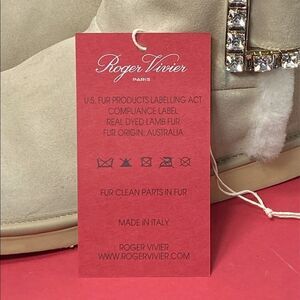 Roger Vivier
PARIS
U.S. FUR PRODUCTS LABELLING ACT
COMPLIANCE LABEL
REAL DYED LAMB FUR
FUR ORIGIN: AUSTRALIA
FUR CLEAN PARTS IN FUR
MADE IN ITALY
ROGER VIVIER
WWW.ROGERVIVIER.COM